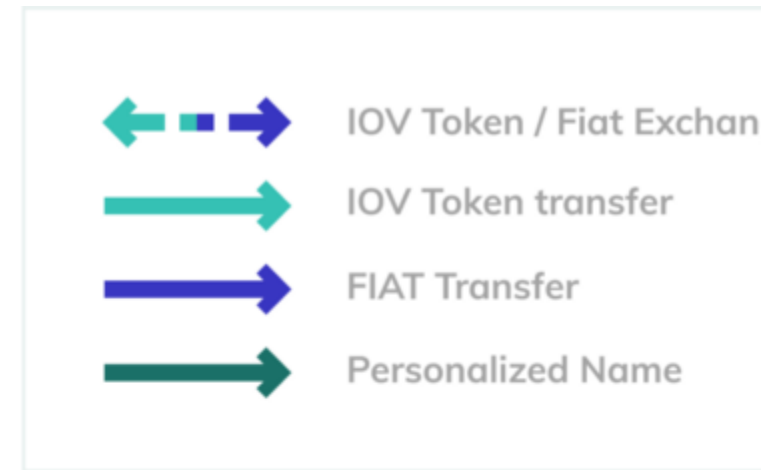 IOV Token / Fiat Exchan
IOV Token transfer
FIAT Transfer
Personalized Name